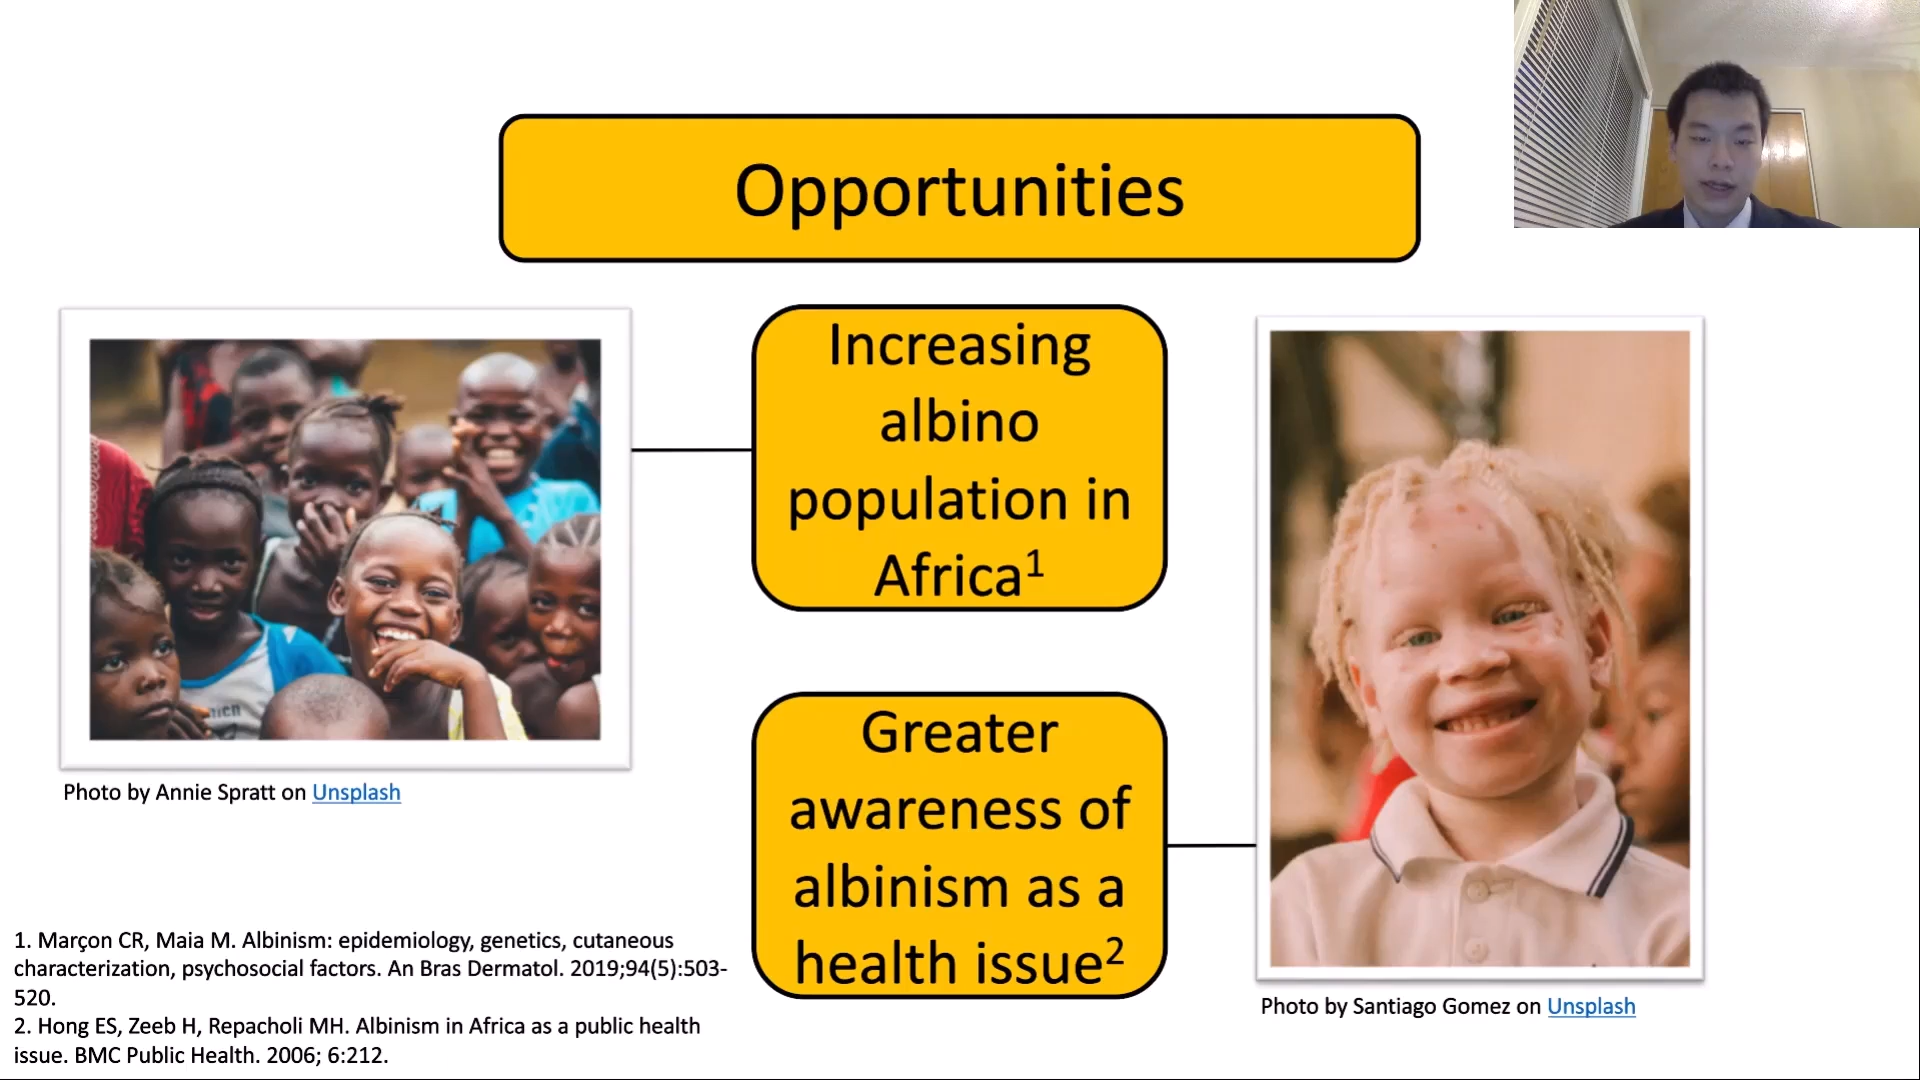 Opportunities
Increasing
albino
population in
Africa¹
Photo by Annie Spratt on Unsplash
Greater
awareness of
albinism as a
health issue²
Photo by Santiago Gomez on Unsplash
1. Marçon CR, Maia M. Albinism: epidemiology, genetics, cutaneous
characterization, psychosocial factors. An Bras Dermatol. 2019;94(5):503-
520.
2. Hong ES, Zeeb H, Repacholi MH. Albinism in Africa as a public health
issue. BMC Public Health. 2006; 6:212.